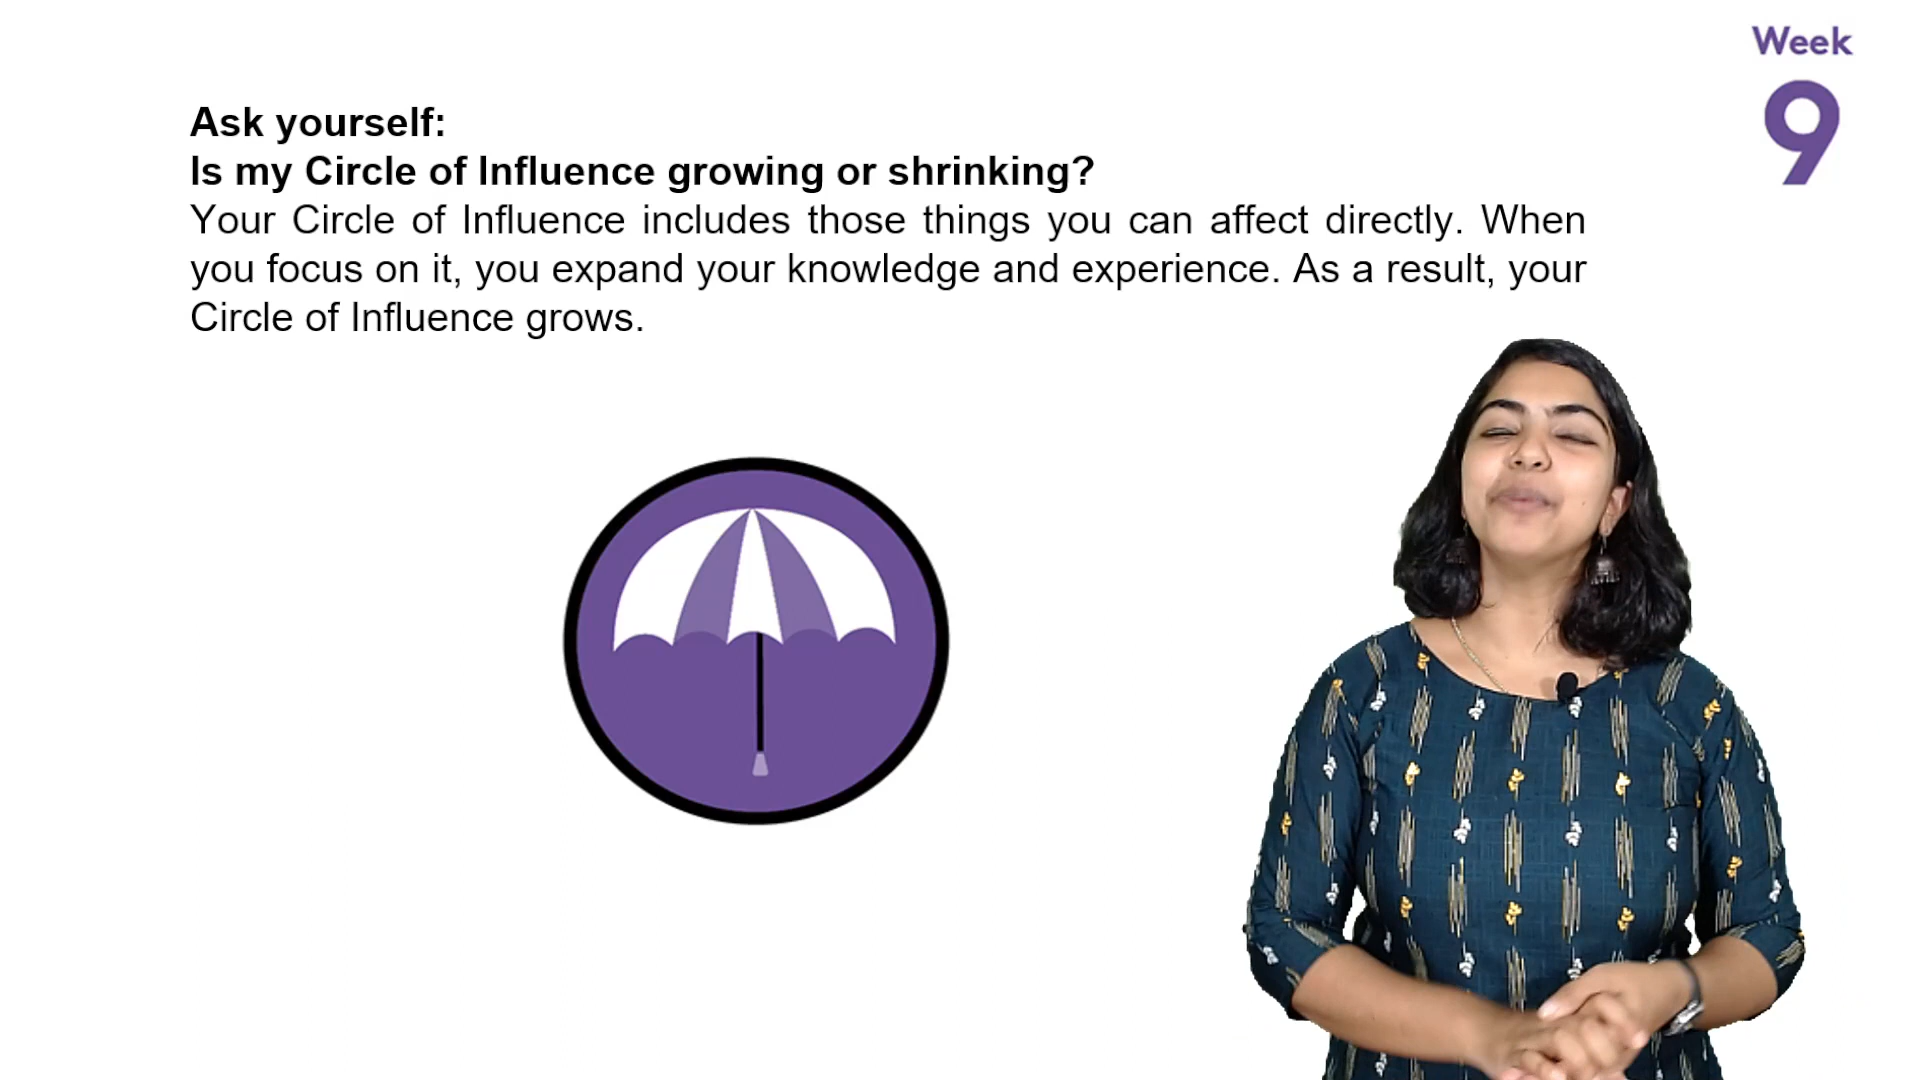 Week
9
Ask yourself:
Is my Circle of Influence growing or shrinking?
Your Circle of Influence includes those things you can affect directly. When
you focus on it, you expand your knowledge and experience. As a result, your
Circle of Influence grows.